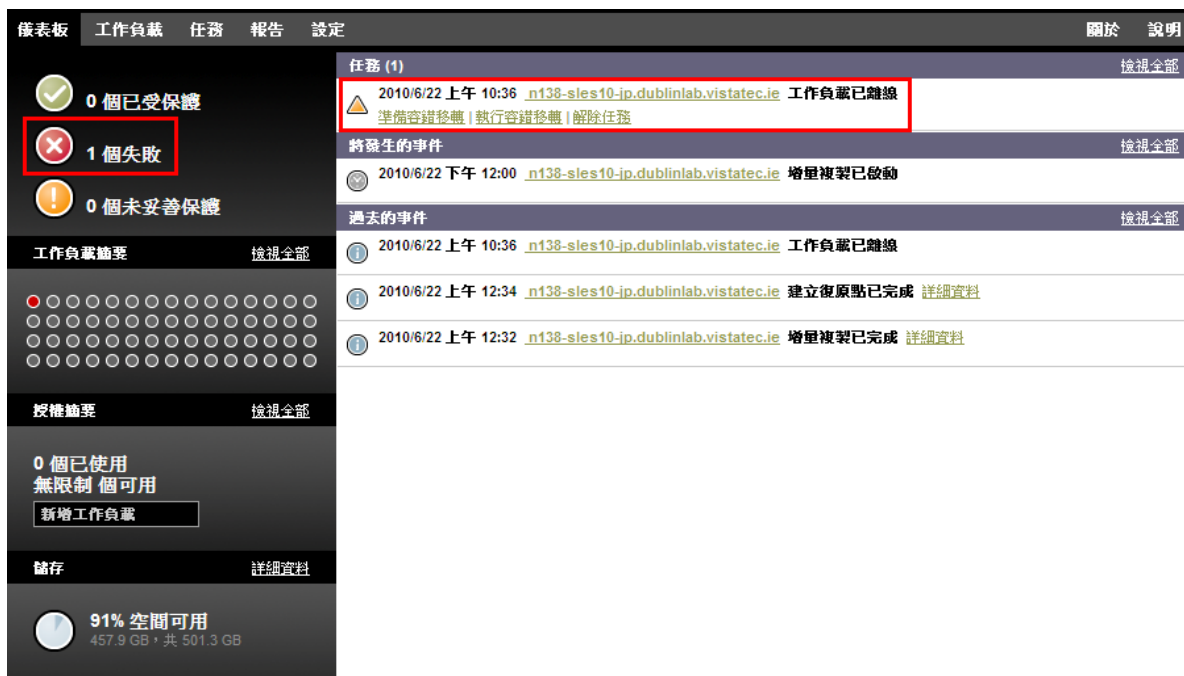 儀表板 工作負載 任務 報告 設定 關於 說明
0 個已受保護
1 個失敗
0 個未妥善保護
工作負載摘要 檢視全部
授權摘要 檢視全部
0 個已使用
無限制 個可用
新增工作負載
儲存 詳細資料
91% 空間可用
457.9 GB，共 501.3 GB
任務 (1) 檢視全部
2010/6/22 上午 10:36 n138-sles10-jp.dublinlab.vistatec.ie 工作負載已離線
準備容錯移轉 | 執行容錯移轉 | 解除任務
將發生的事件 檢視全部
2010/6/22 下午 12:00 n138-sles10-jp.dublinlab.vistatec.ie 增量複製已啟動
過去的事件 檢視全部
2010/6/22 上午 10:36 n138-sles10-jp.dublinlab.vistatec.ie 工作負載已離線
2010/6/22 上午 12:34 n138-sles10-jp.dublinlab.vistatec.ie 建立復原點已完成 詳細資料
2010/6/22 上午 12:32 n138-sles10-jp.dublinlab.vistatec.ie 增量複製已完成 詳細資料